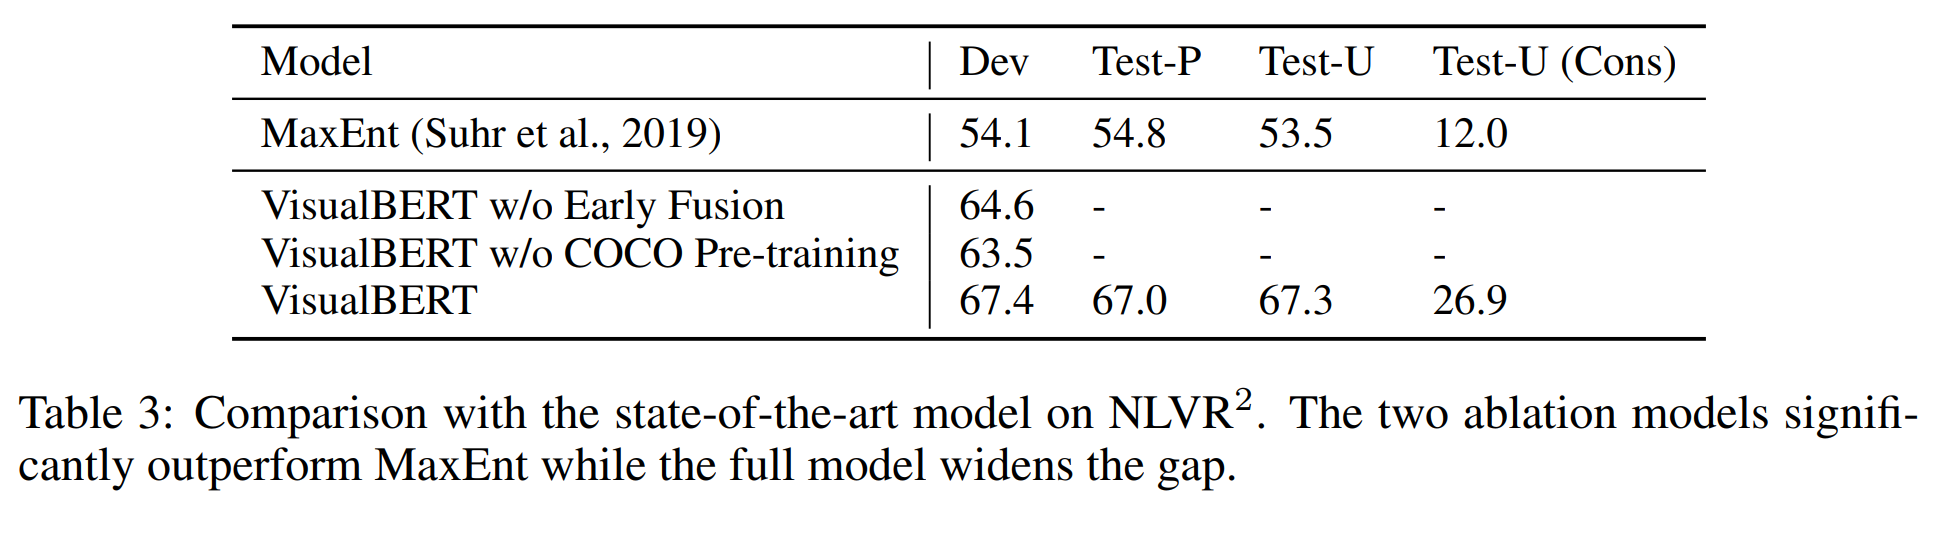 Model Dev Test-P Test-U Test-U (Cons)
MaxEnt (Suhr et al., 2019) 54.1 54.8 53.5 12.0
VisualBERT w/o Early Fusion 64.6 - - -
VisualBERT w/o COCO Pre-training 63.5 - - -
VisualBERT 67.4 67.0 67.3 26.9
Table 3: Comparison with the state-of-the-art model on NLVR². The two ablation models signifi-
cantly outperform MaxEnt while the full model widens the gap.